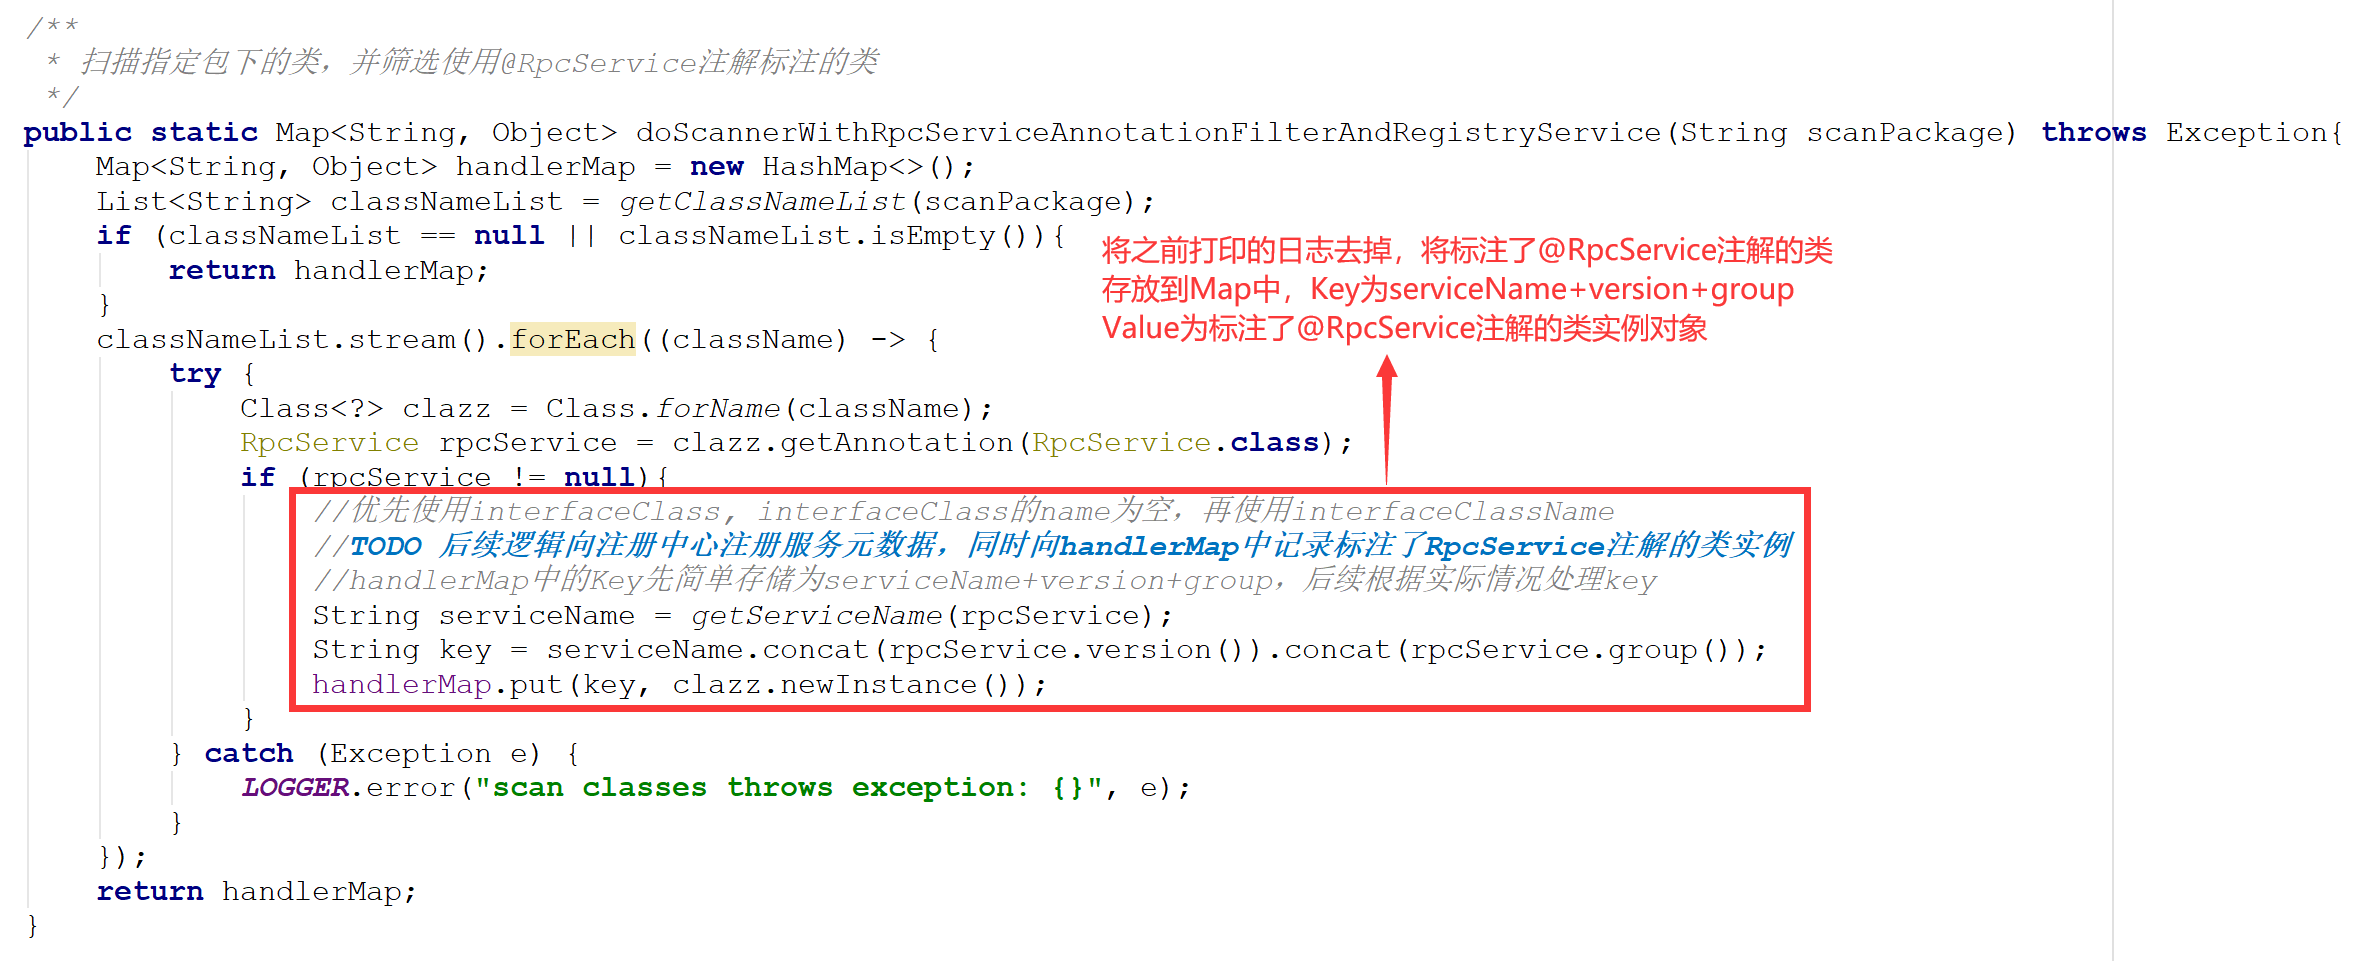 /**
 * 扫描指定包下的类，并筛选使用@RpcService注解标注的类
 */
public static Map<String, Object> doScannerWithRpcServiceAnnotationFilterAndRegistryService(String scanPackage) throws Exception{
    Map<String, Object> handlerMap = new HashMap<>();
    List<String> classNameList = getClassNameList(scanPackage);
    if (classNameList == null || classNameList.isEmpty()){
        return handlerMap;
    }
将之前打印的日志去掉，将标注了@RpcService注解的类
存放到Map中，Key为serviceName+version+group
Value为标注了@RpcService注解的类实例对象
    classNameList.stream().forEach((className) -> {
        try {
            Class<?> clazz = Class.forName(className);
            RpcService rpcService = clazz.getAnnotation(RpcService.class);
            if (rpcService != null){
                //优先使用interfaceClass, interfaceClass的name为空，再使用interfaceClassName
                //TODO 后续逻辑向注册中心注册服务元数据，同时向handlerMap中记录标注了RpcService注解的类实例
                //handlerMap中的Key先简单存储为serviceName+version+group，后续根据实际情况处理key
                String serviceName = getServiceName(rpcService);
                String key = serviceName.concat(rpcService.version()).concat(rpcService.group());
                handlerMap.put(key, clazz.newInstance());
            }
        } catch (Exception e) {
            LOGGER.error("scan classes throws exception: {}", e);
        }
    });
    return handlerMap;
}